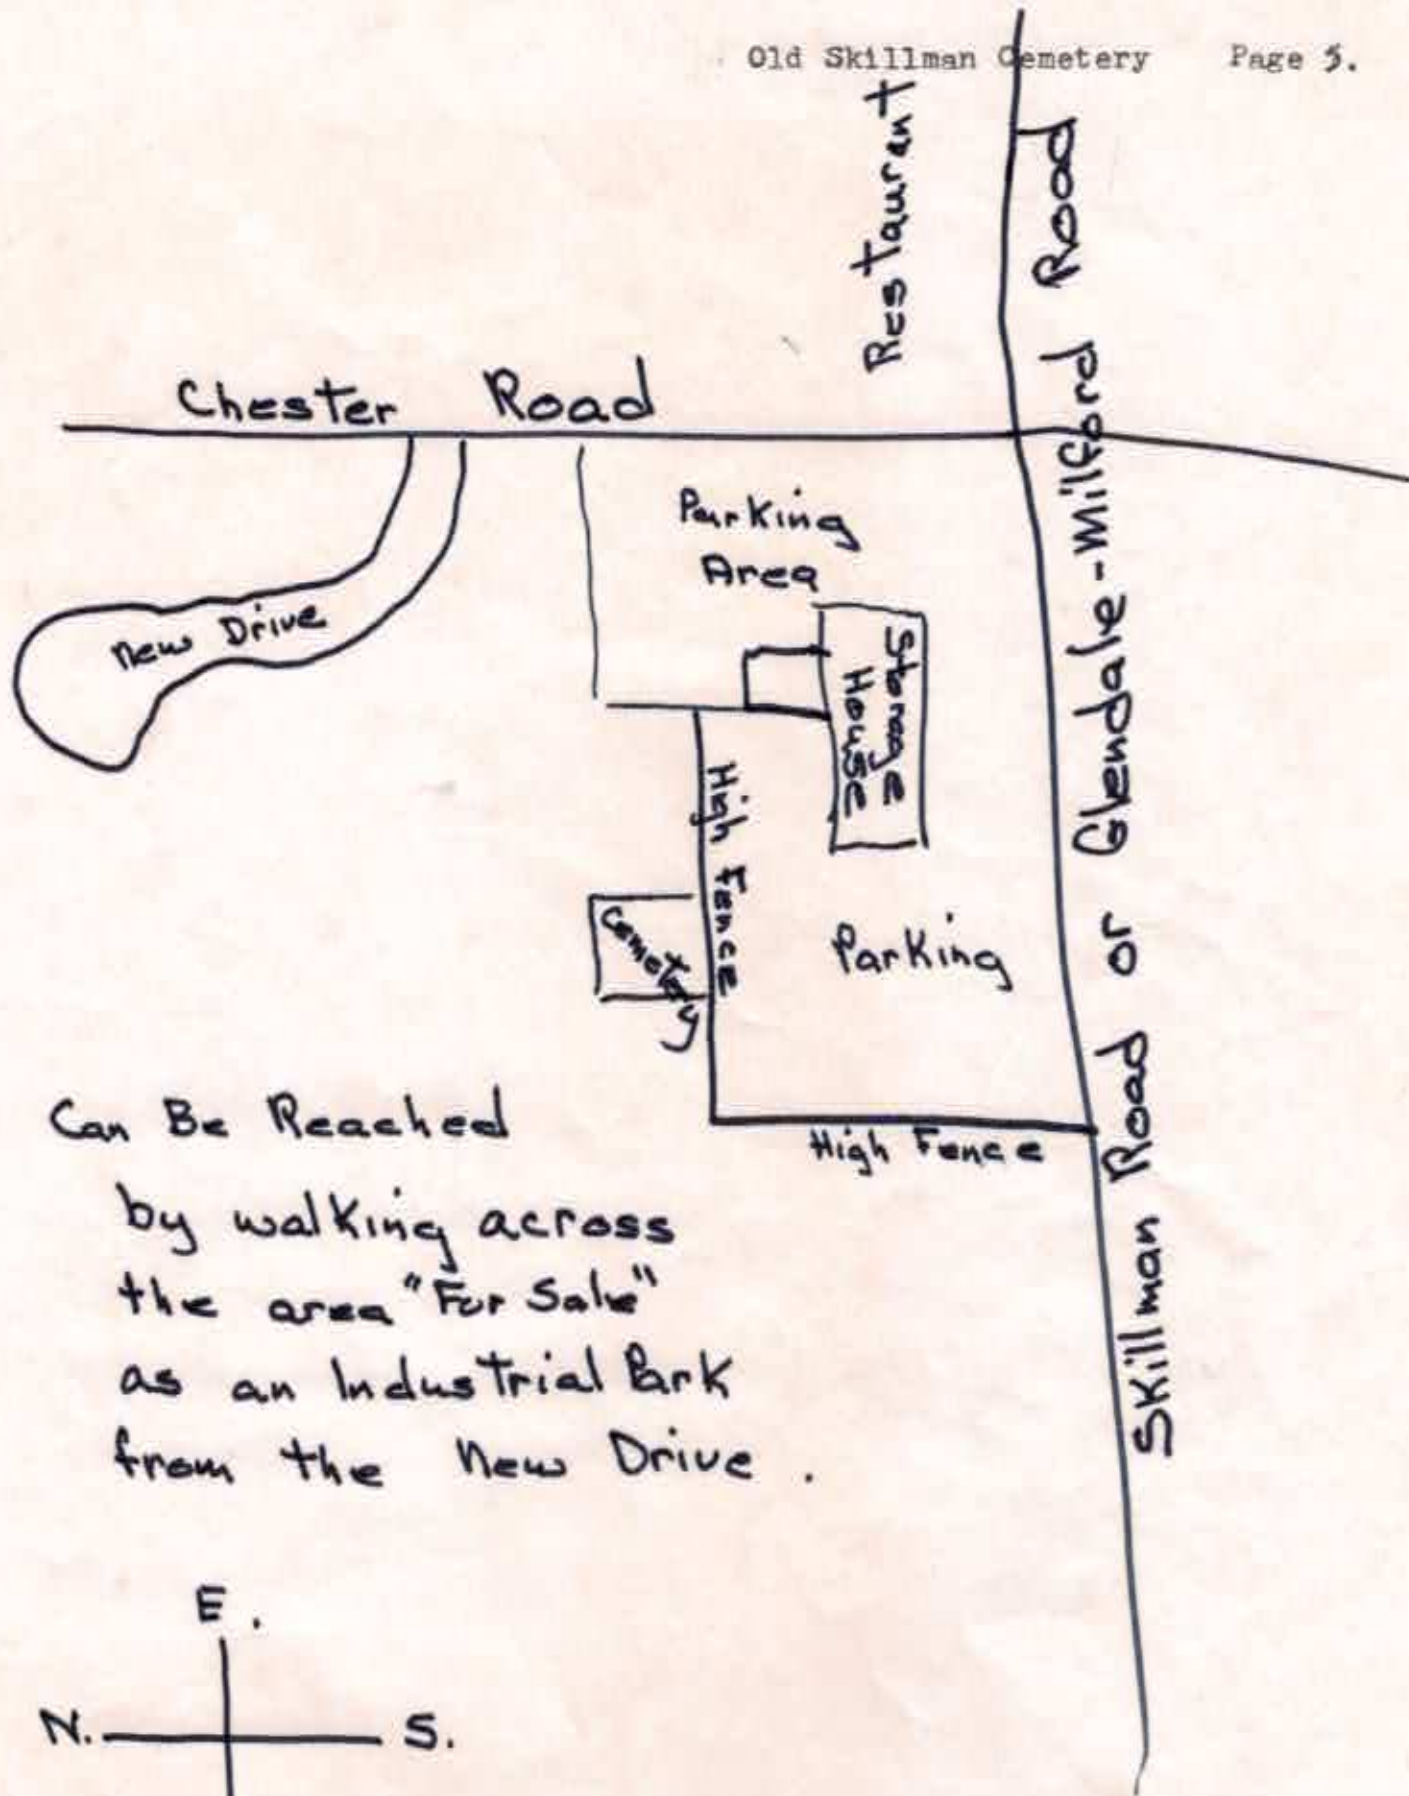 Old Skillman Cemetery Page 5.
Restaurant
Chester Road
Skillman Road or Glendale-Milford Road
Parking
Area
New Drive
Storage
House
High Fence
Cemetery
Parking
High Fence
Can Be Reached
by walking across
the area "For Sale"
as an Industrial Park
from the New Drive.
E.
N. S.